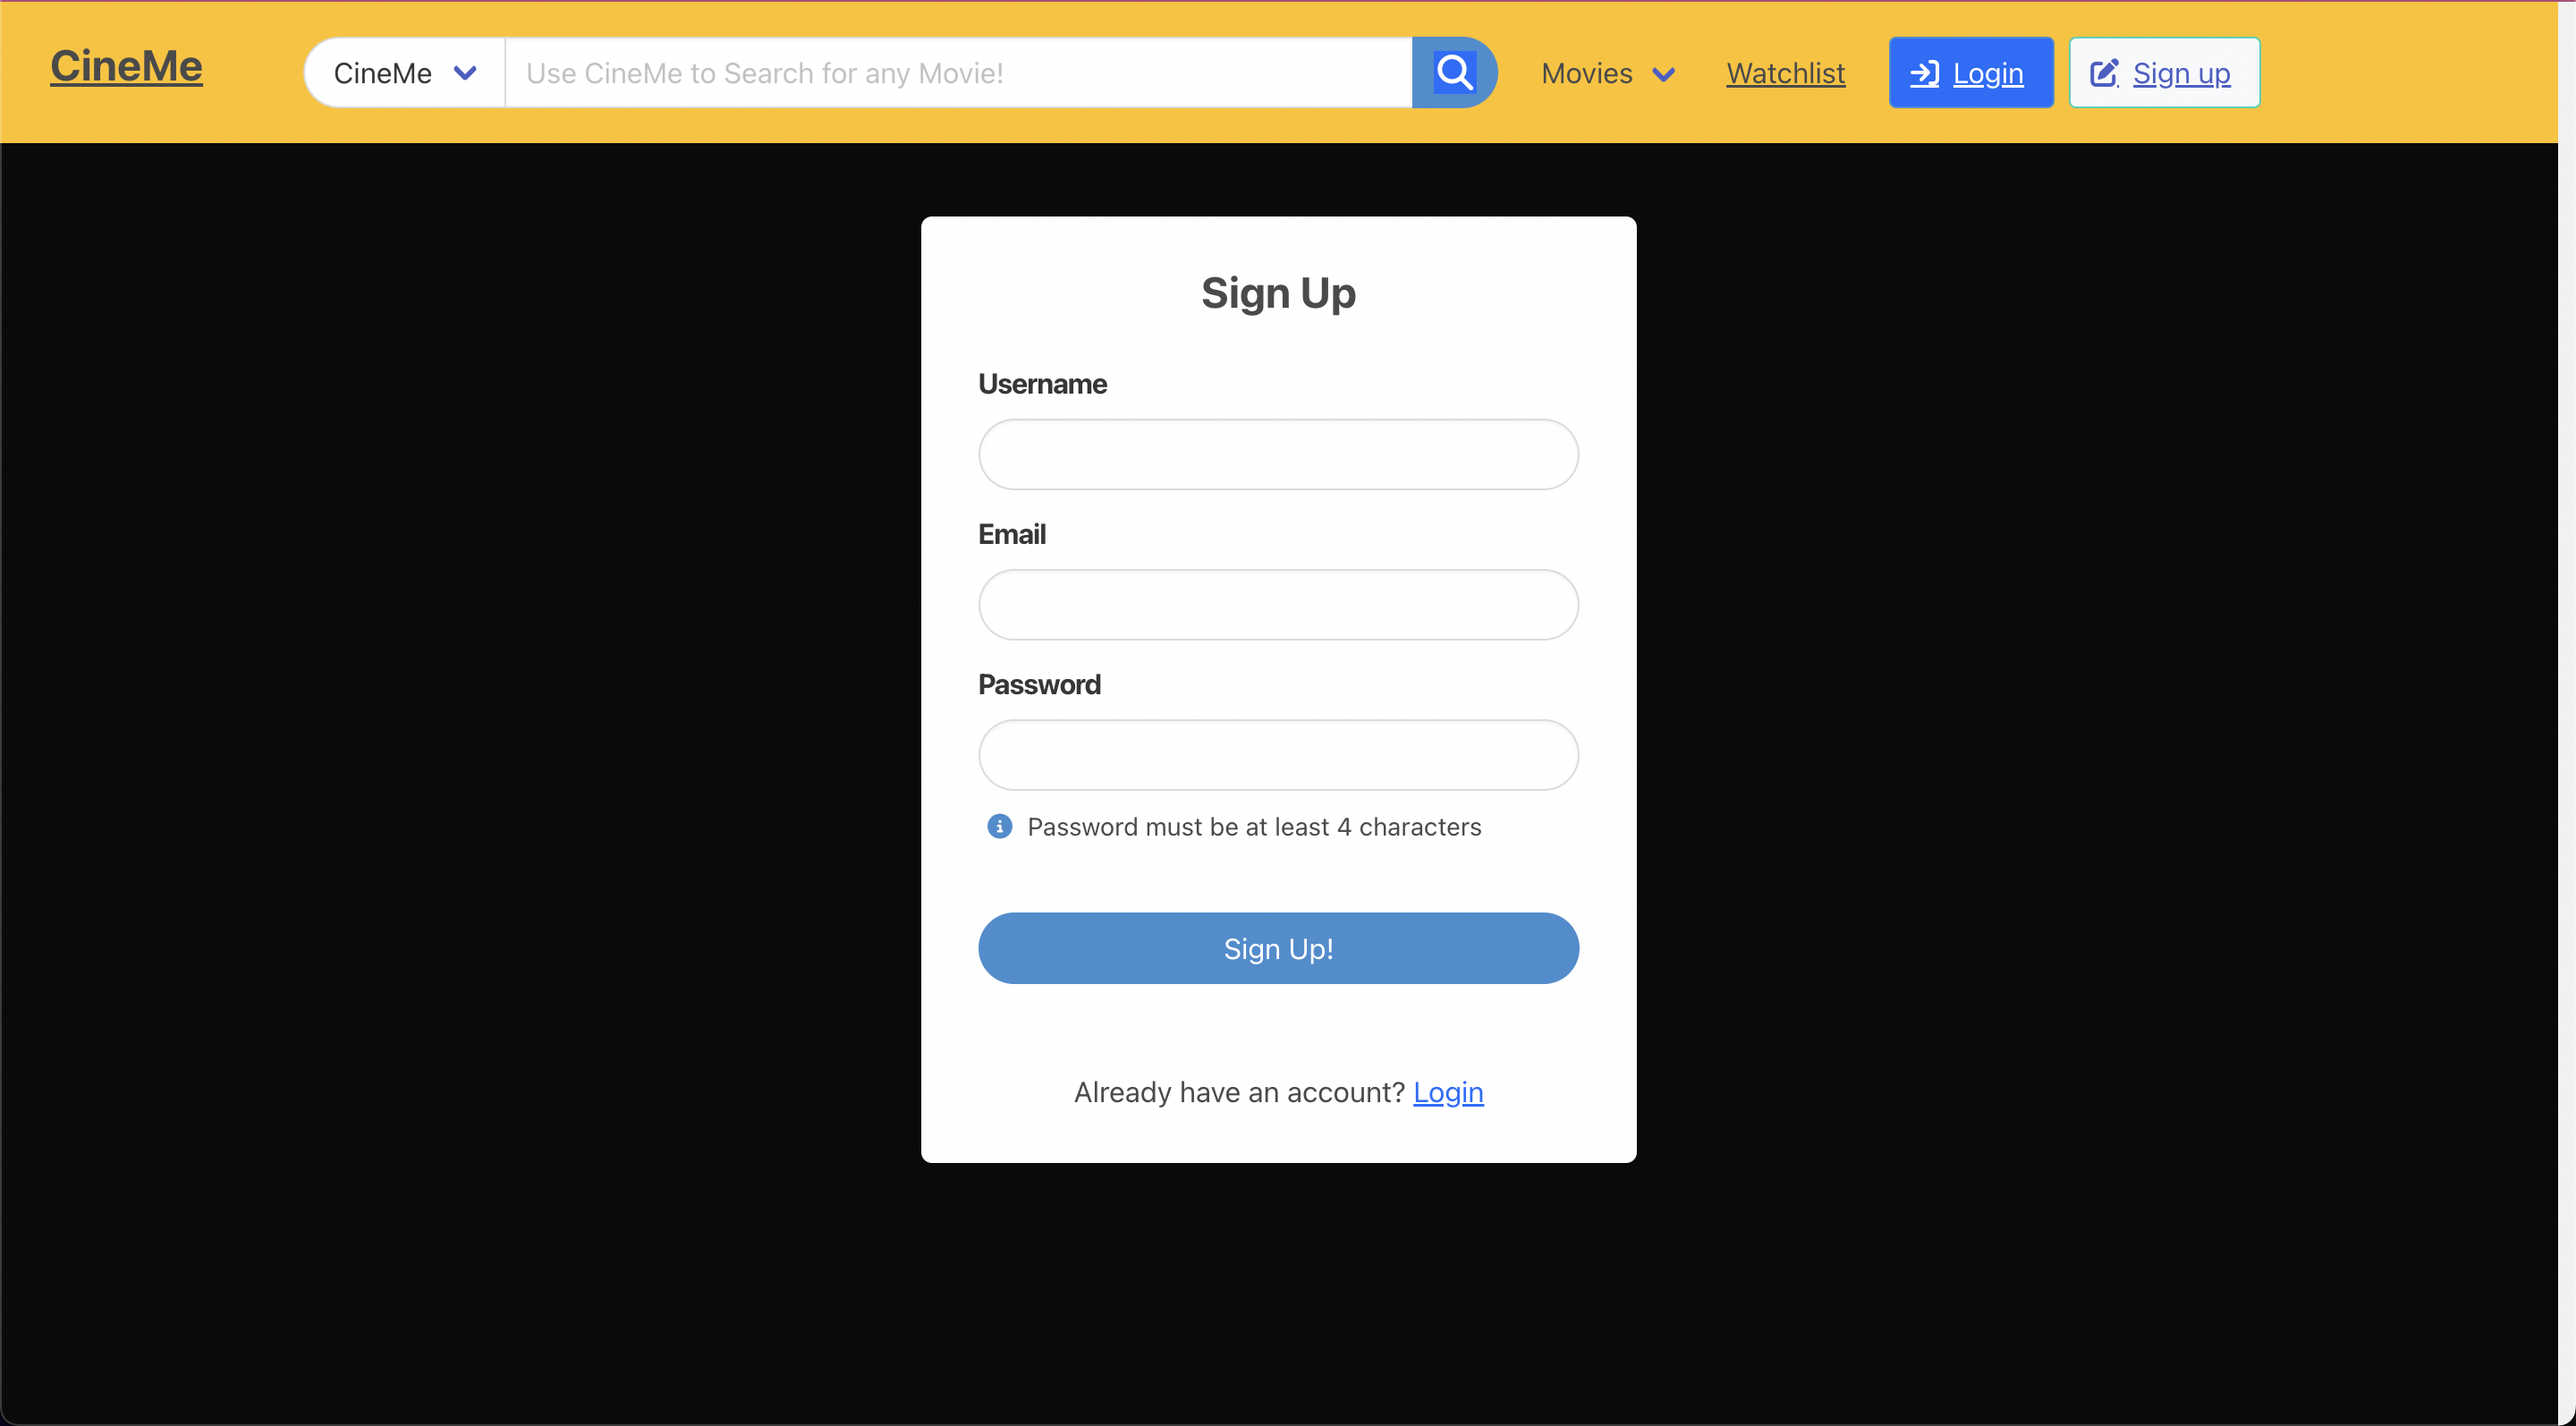 CineMe
CineMe
Use CineMe to Search for any Movie!
Movies
Watchlist
Login
Sign up
Sign Up
Username
Email
Password
Password must be at least 4 characters
Sign Up!
Already have an account? Login